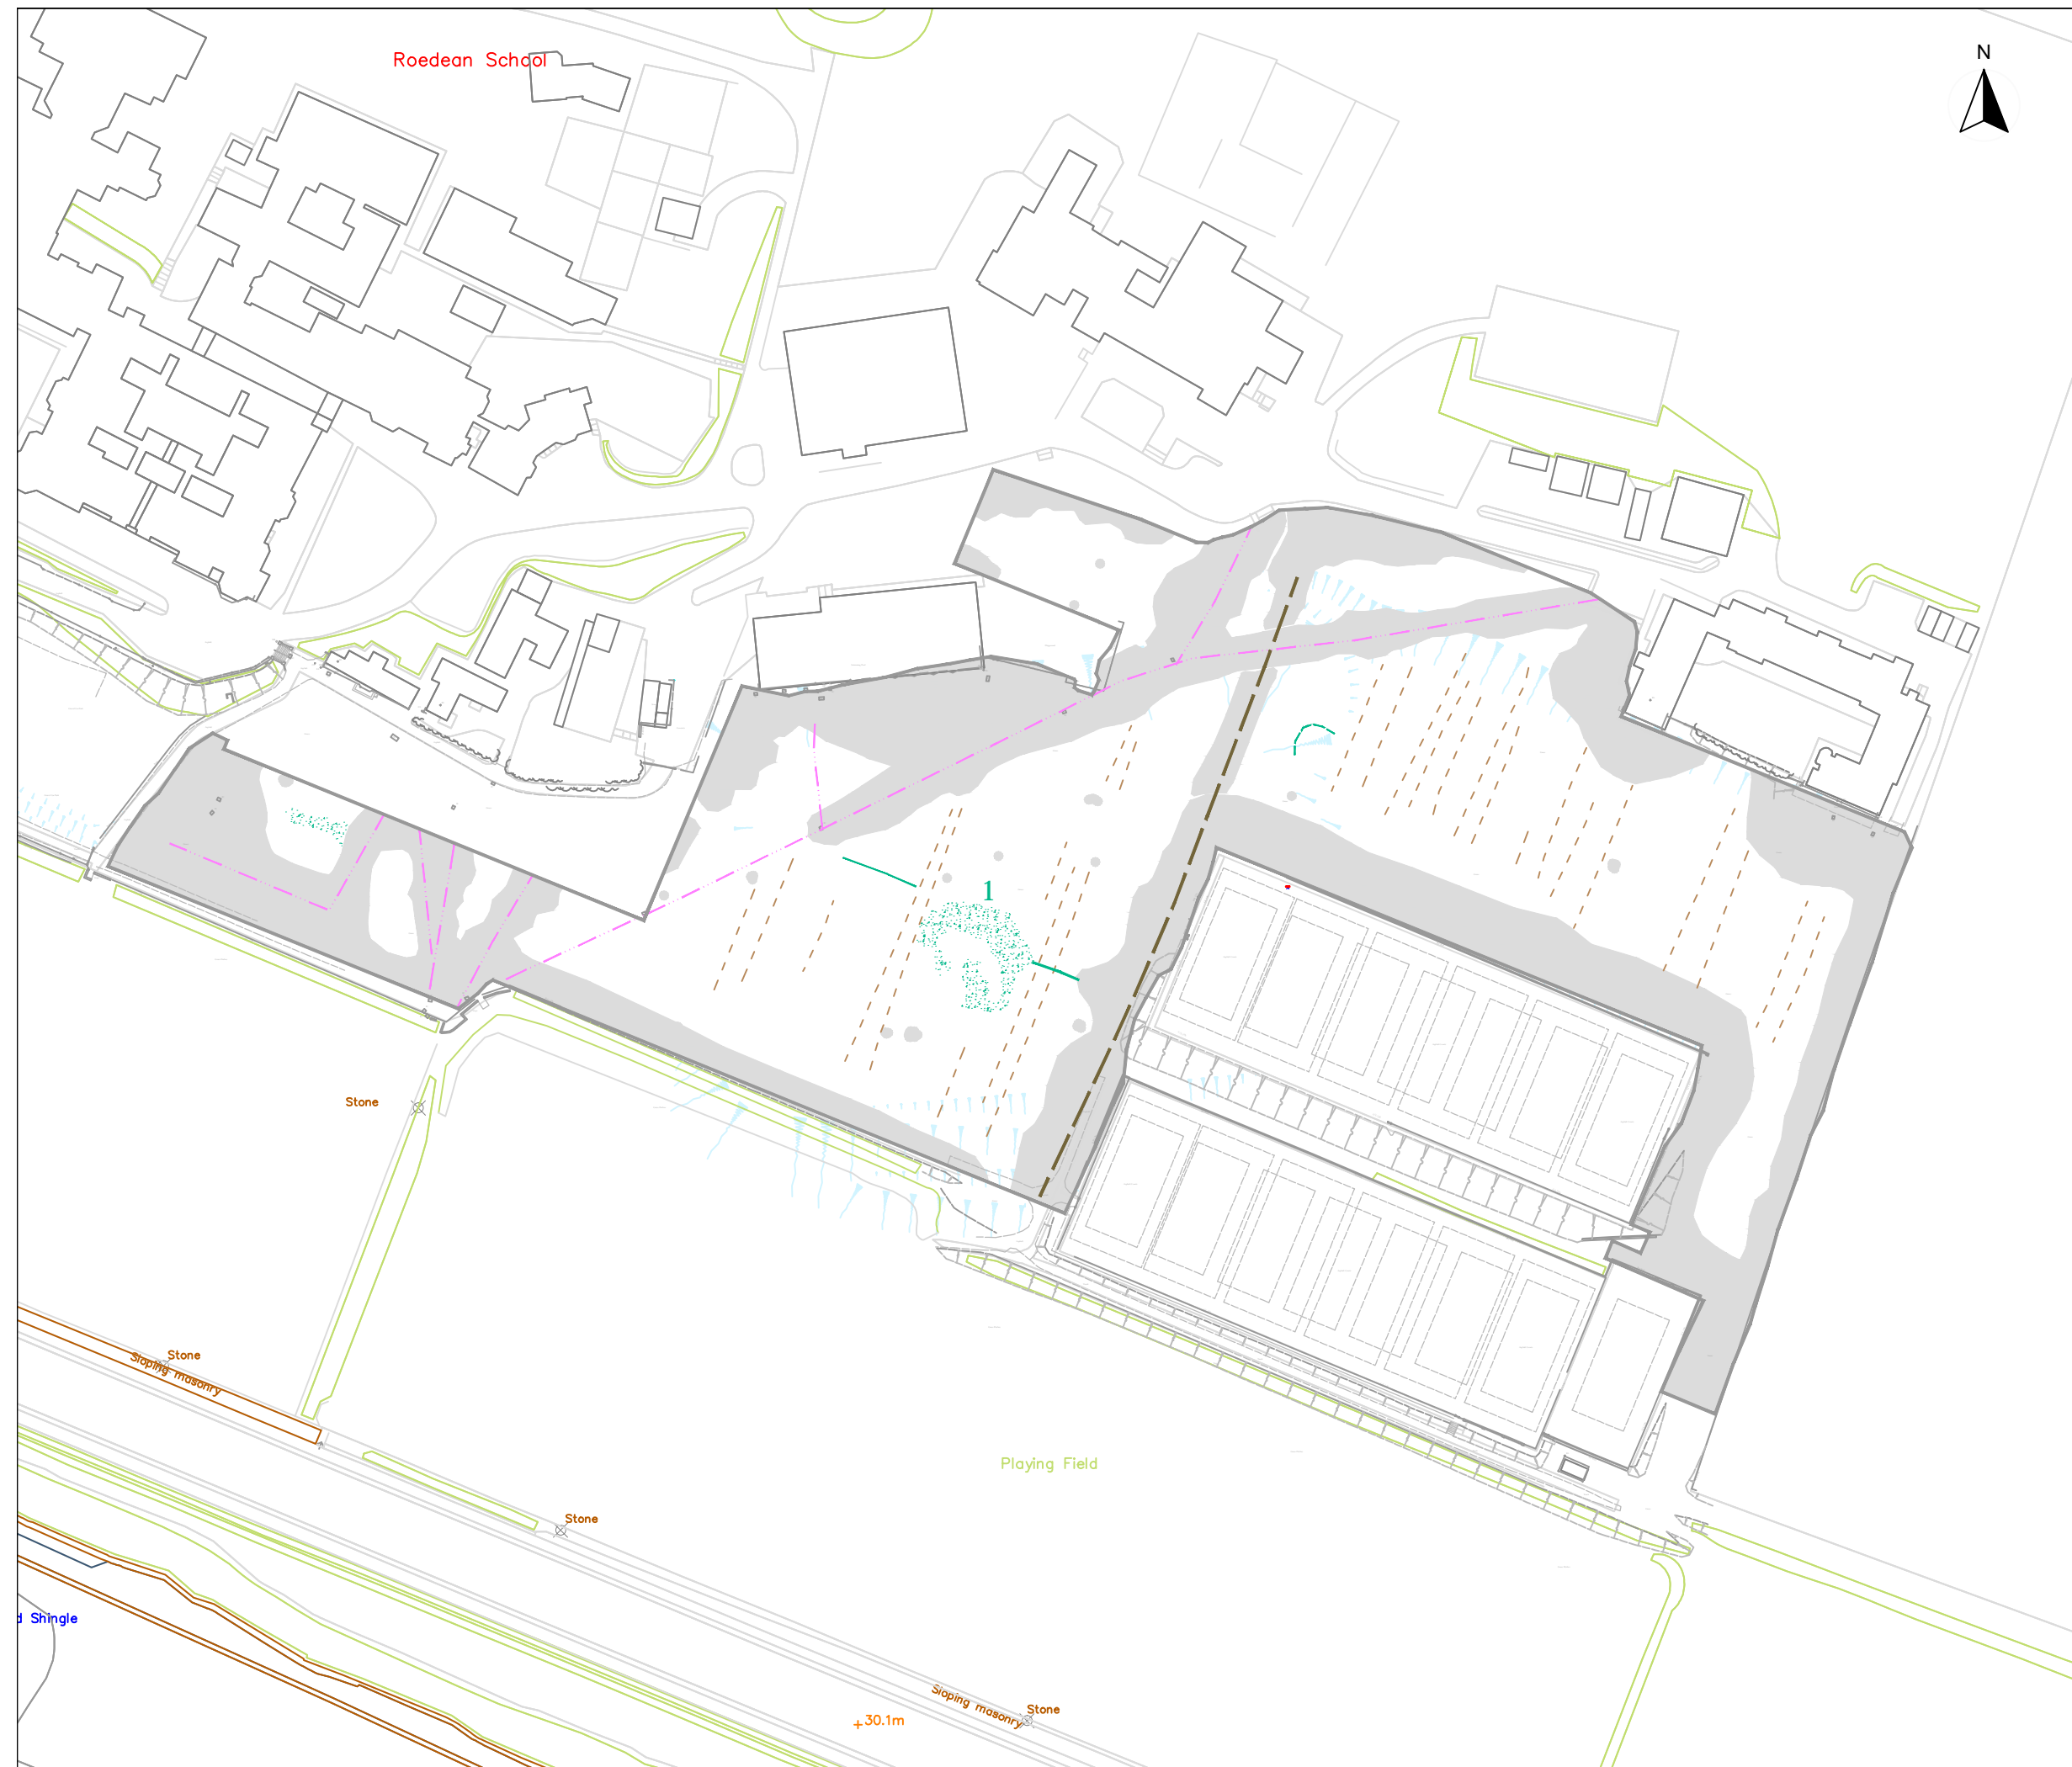 Roedean School
N
1
Stone
Stone
Sloping masonry
Playing Field
Stone
d Shingle
Sloping masonry
Stone
30.1m